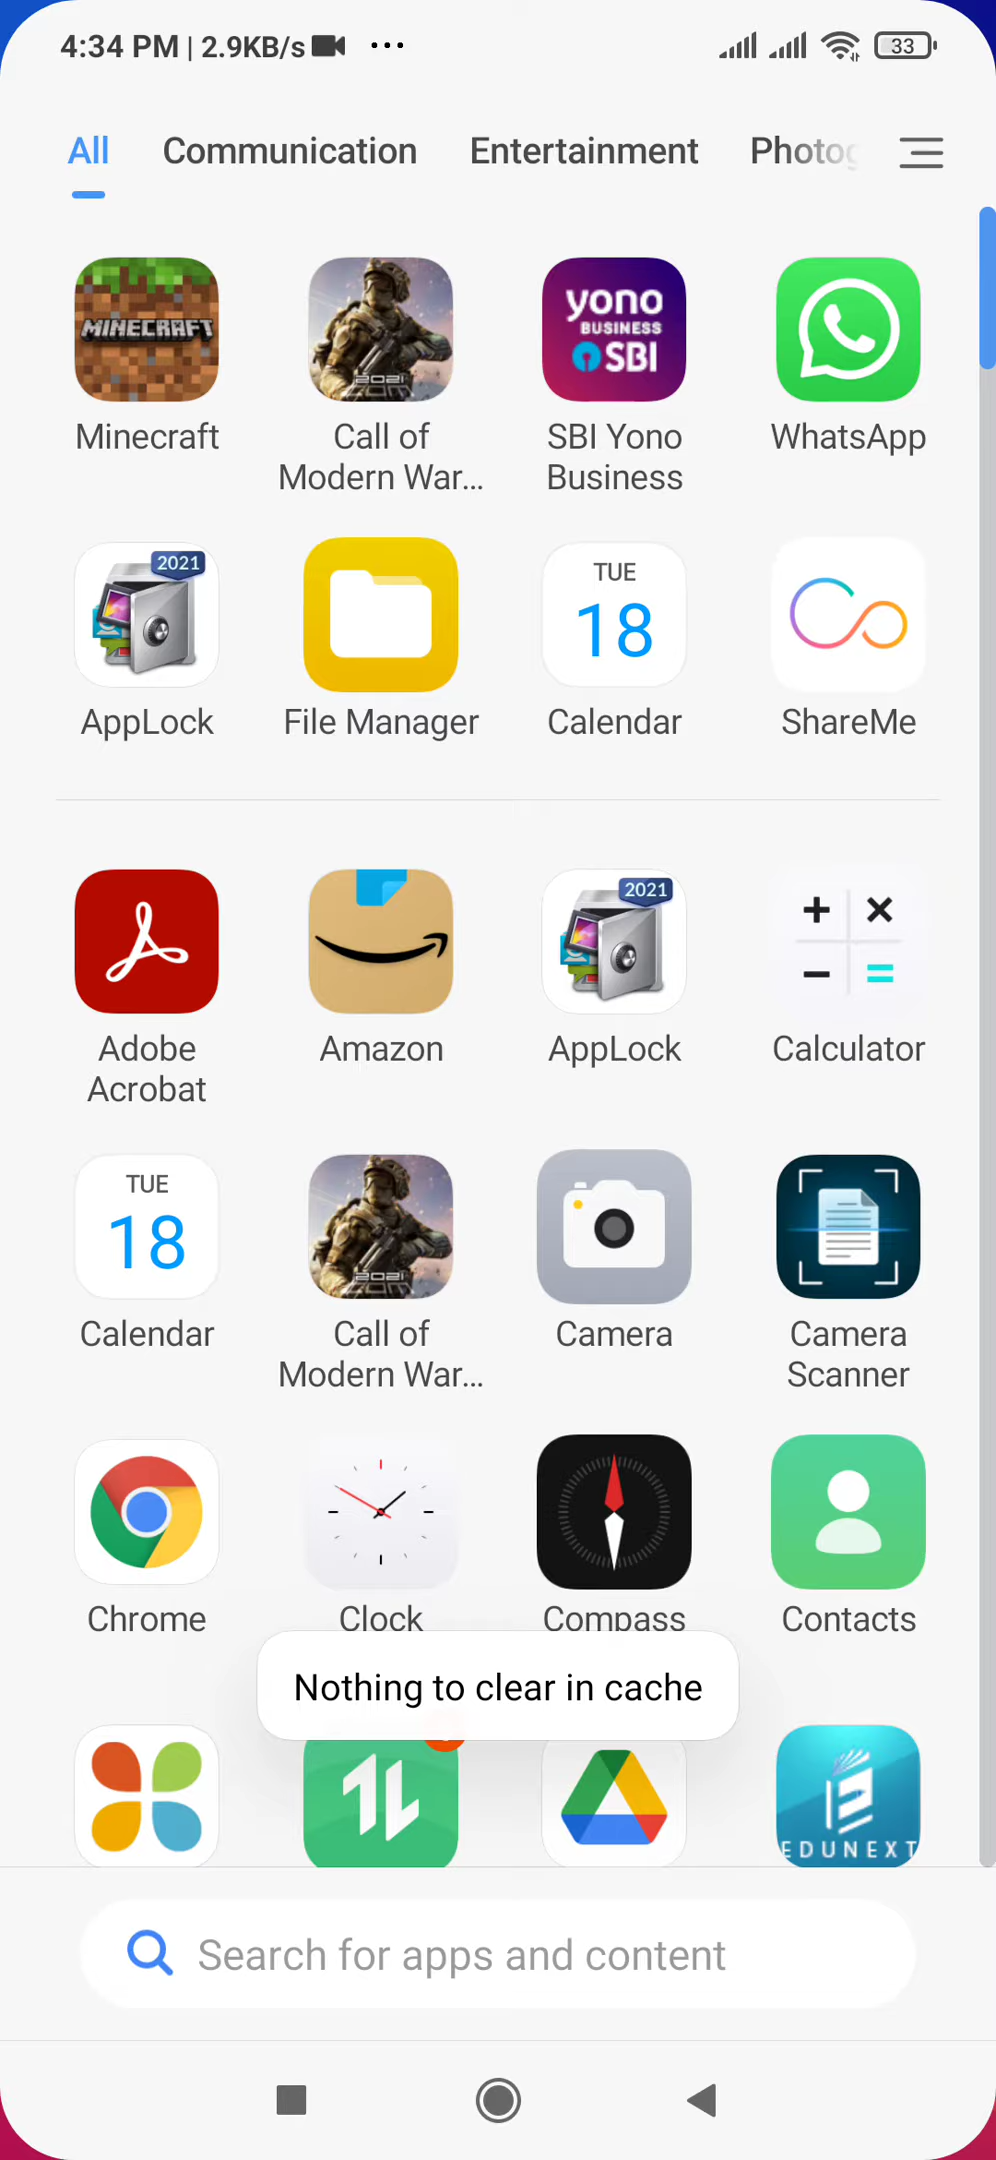 4:34 PM | 2.9KB/s ...
33
All Communication Entertainment Photog
MINECRAFT
2021
yono
BUSINESS
SBI
Minecraft
Call of
Modern War...
SBI Yono
Business
WhatsApp
2021
TUE
18
AppLock
File Manager
Calendar
ShareMe
2021
Adobe
Acrobat
Amazon
AppLock
Calculator
TUE
18
2021
Calendar
Call of
Modern War...
Camera
Camera
Scanner
Chrome
Clock
Compass
Contacts
Nothing to clear in cache
EDUNEXT
Search for apps and content